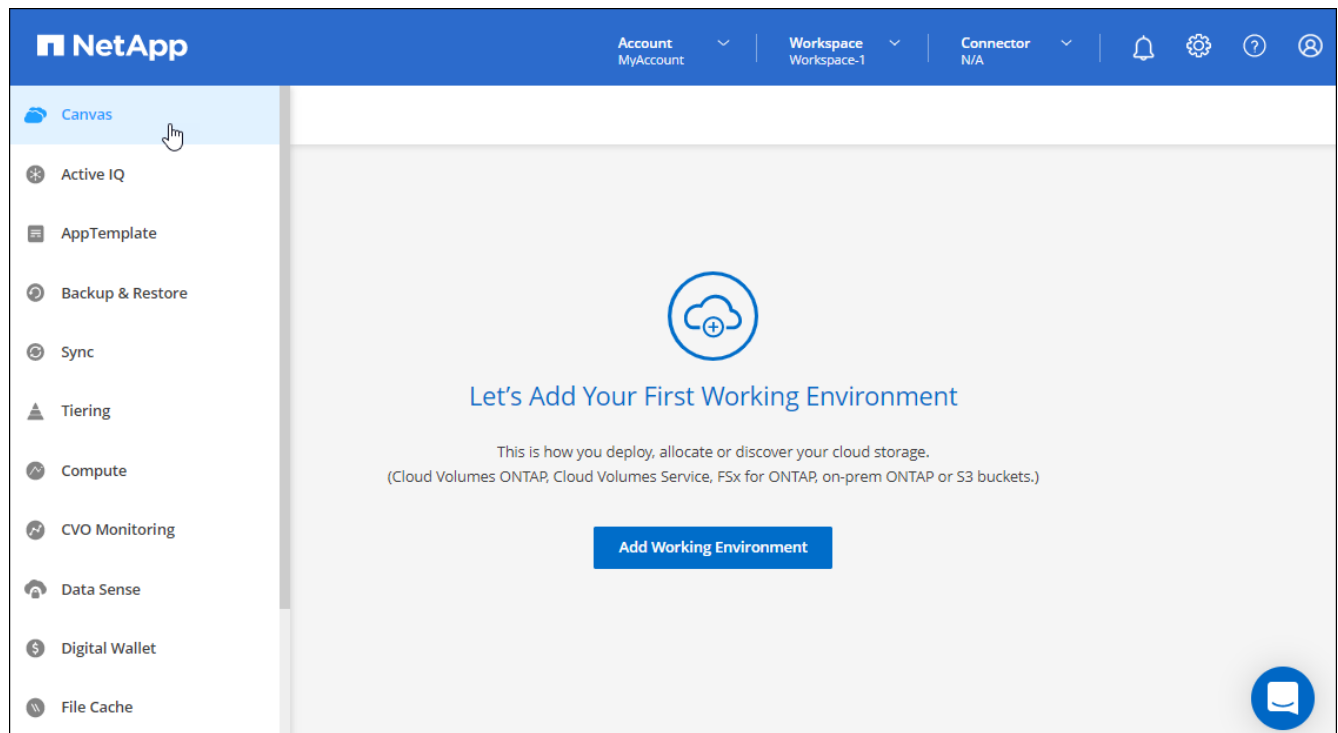 NetApp
Account
MyAccount
Workspace
Workspace-1
Connector
N/A
Canvas
Active IQ
AppTemplate
Backup & Restore
Sync
Tiering
Compute
CVO Monitoring
Data Sense
Digital Wallet
File Cache
Let's Add Your First Working Environment
This is how you deploy, allocate or discover your cloud storage.
(Cloud Volumes ONTAP, Cloud Volumes Service, FSx for ONTAP, on-prem ONTAP or S3 buckets.)
Add Working Environment